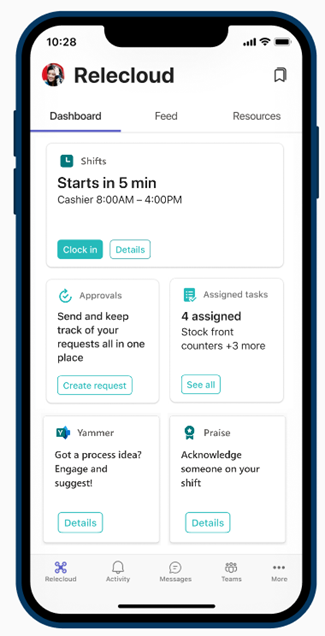 10:28
Relecloud
Dashboard
Feed
Resources
Shifts
Starts in 5 min
Cashier 8:00AM – 4:00PM
Clock in
Details
Approvals
Send and keep
track of your
requests all in one
place
Create request
Assigned tasks
4 assigned
Stock front
counters +3 more
See all
Yammer
Got a process idea?
Engage and
suggest!
Details
Praise
Acknowledge
someone on your
shift
Details
Relecloud
Activity
Messages
Teams
More